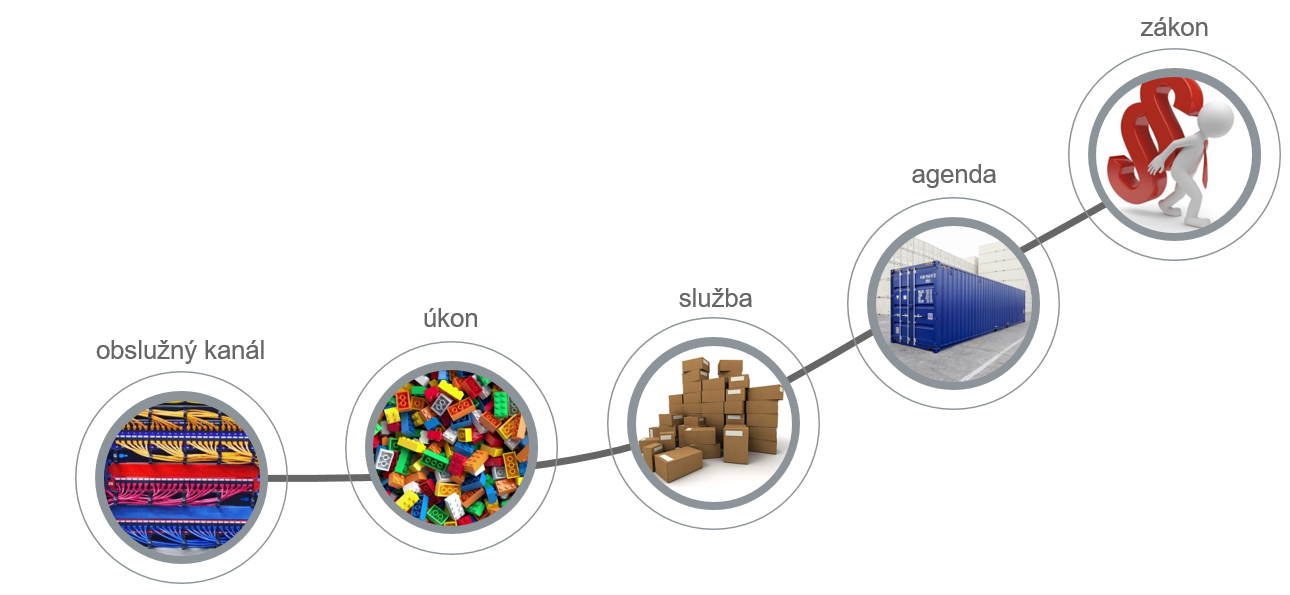 zákon
agenda
služba
úkon
obslužný kanál